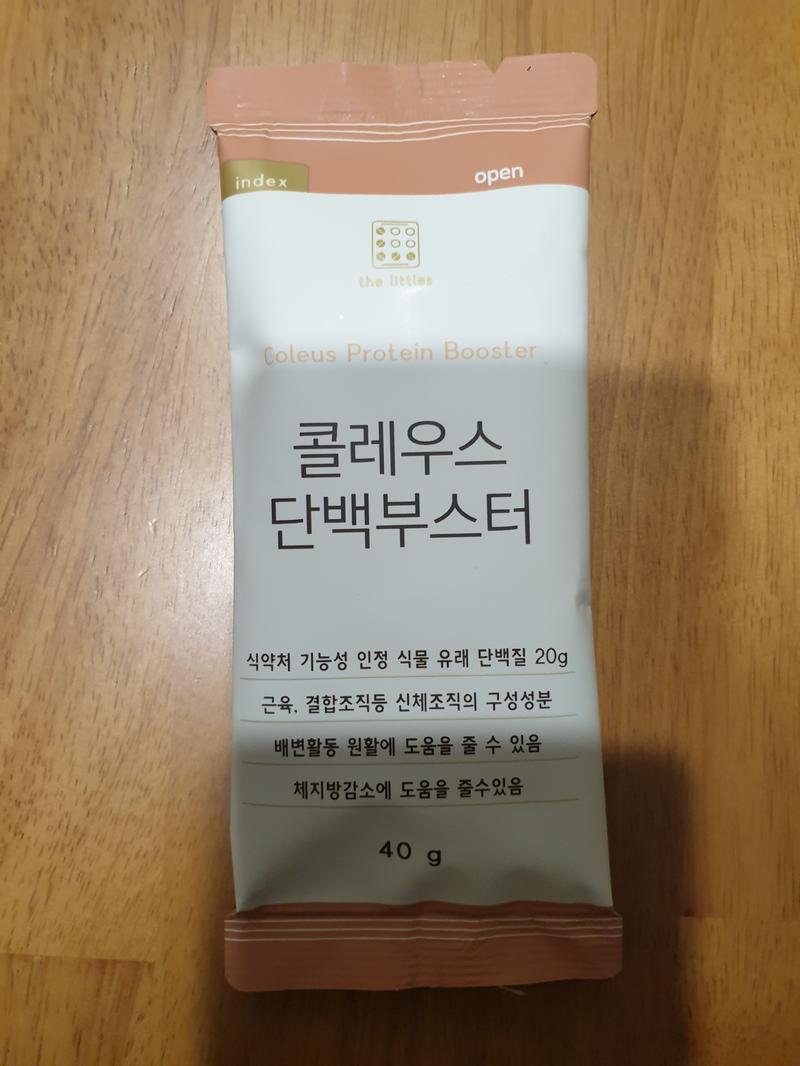 index
open
the littles
Coleus Protein Booster
콜레우스
단백부스터
식약처 기능성 인정 식물 유래 단백질 20g
근육, 결합조직등 신체조직의 구성성분
배변활동 원활에 도움을 줄 수 있음
체지방감소에 도움을 줄수있음
40 g